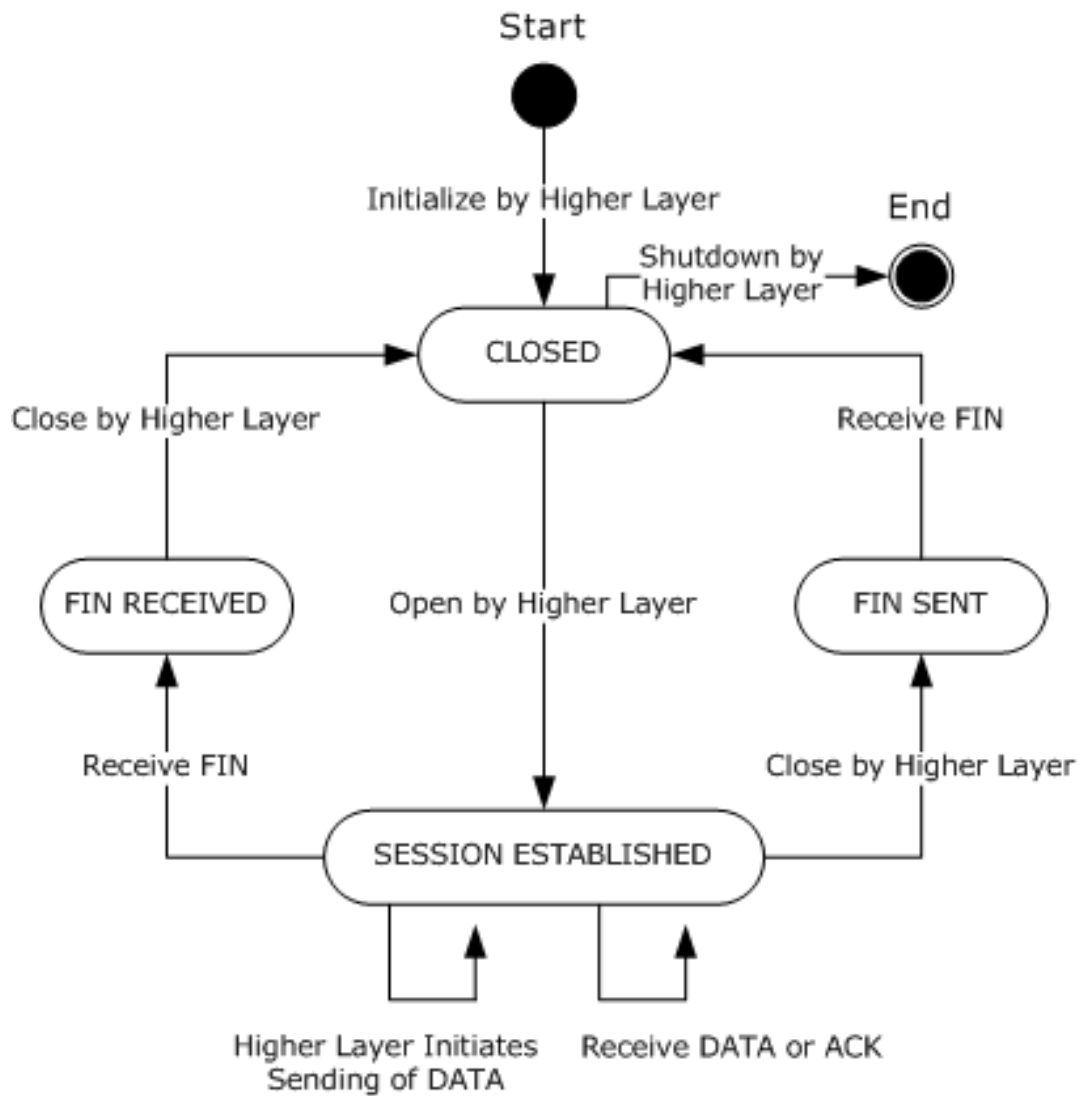 Start
Initialize by Higher Layer
End
Shutdown by
Higher Layer
CLOSED
Close by Higher Layer
Receive FIN
FIN RECEIVED
Open by Higher Layer
FIN SENT
Receive FIN
Close by Higher Layer
SESSION ESTABLISHED
Higher Layer Initiates
Sending of DATA
Receive DATA or ACK